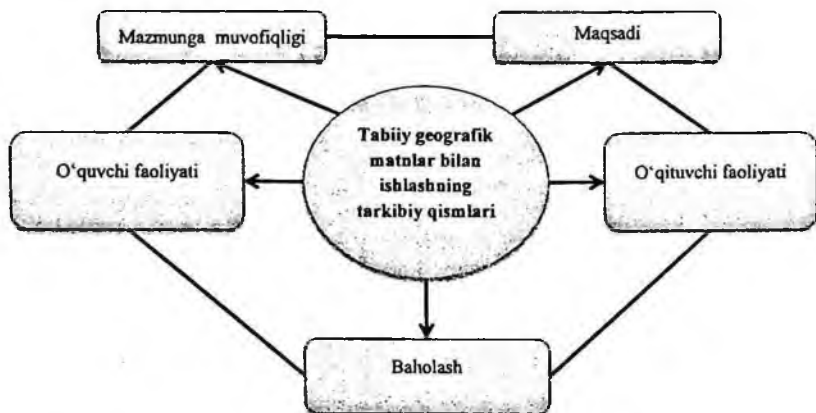 Mazmunga muvofiqligi
Maqsadi
Tabiiy geografik
matnlar bilan
ishlashning
tarkibiy qismlari
O‘quvchi faoliyati
O‘qituvchi faoliyati
Baholash